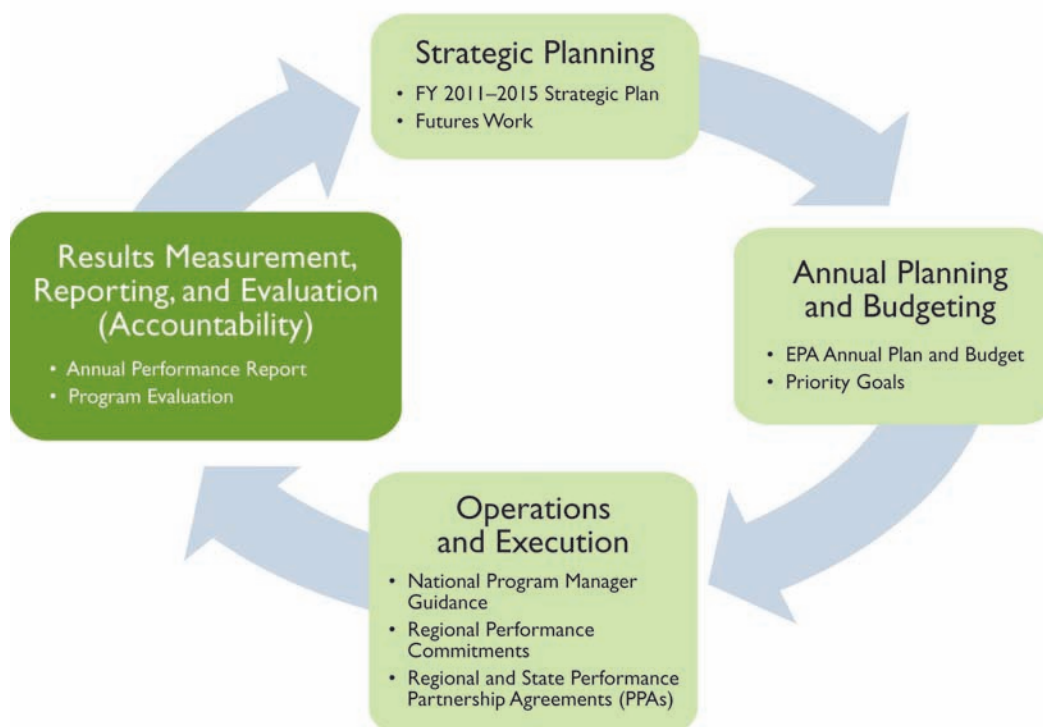 Strategic Planning
• FY 2011–2015 Strategic Plan
• Futures Work
Annual Planning
and Budgeting
• EPA Annual Plan and Budget
• Priority Goals
Operations
and Execution
• National Program Manager
Guidance
• Regional Performance
Commitments
• Regional and State Performance
Partnership Agreements (PPAs)
Results Measurement,
Reporting, and Evaluation
(Accountability)
• Annual Performance Report
• Program Evaluation